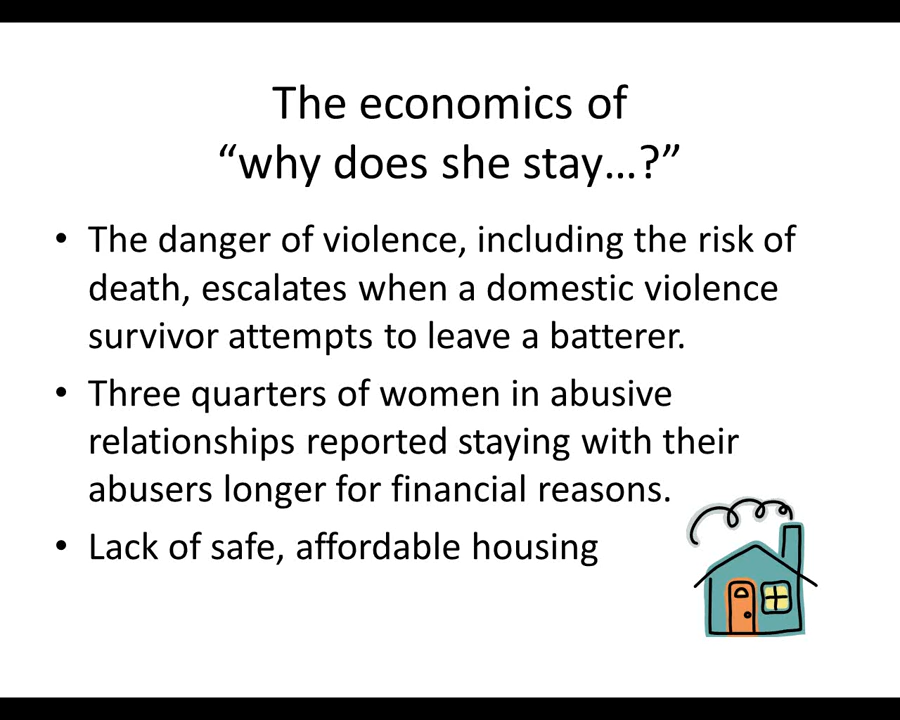 The economics of
“why does she stay…?”
• The danger of violence, including the risk of
death, escalates when a domestic violence
survivor attempts to leave a batterer.
• Three quarters of women in abusive
relationships reported staying with their
abusers longer for financial reasons.
• Lack of safe, affordable housing